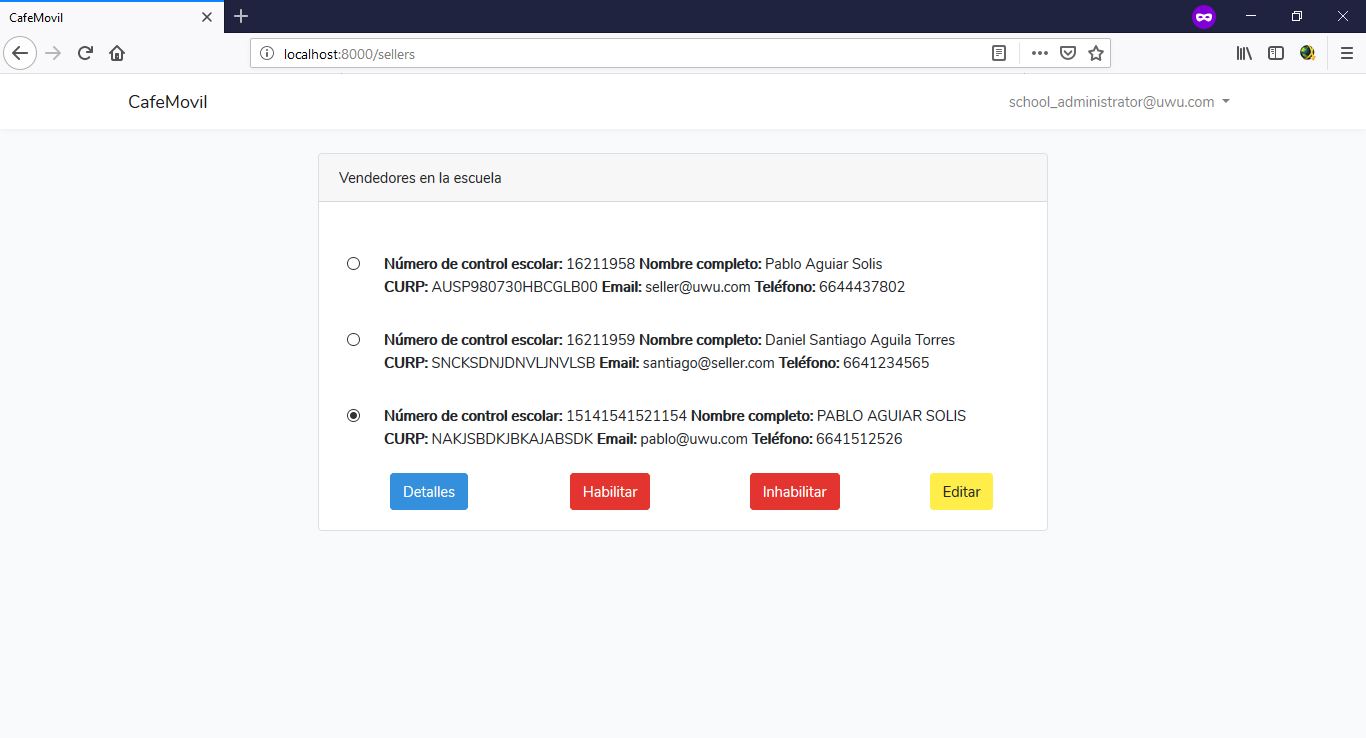 CafeMovil
localhost:8000/sellers
CafeMovil
school_administrator@uwu.com
Vendedores en la escuela
Número de control escolar: 16211958 Nombre completo: Pablo Aguiar Solis
CURP: AUSP980730HBCGLB00 Email: seller@uwu.com Teléfono: 6644437802
Número de control escolar: 16211959 Nombre completo: Daniel Santiago Aguila Torres
CURP: SNCKSDNJDNVLJNVLSB Email: santiago@seller.com Teléfono: 6641234565
Número de control escolar: 15141541521154 Nombre completo: PABLO AGUIAR SOLIS
CURP: NAKJSBDKJBKAJABSDK Email: pablo@uwu.com Teléfono: 6641512526
Detalles Habilitar Inhabilitar Editar